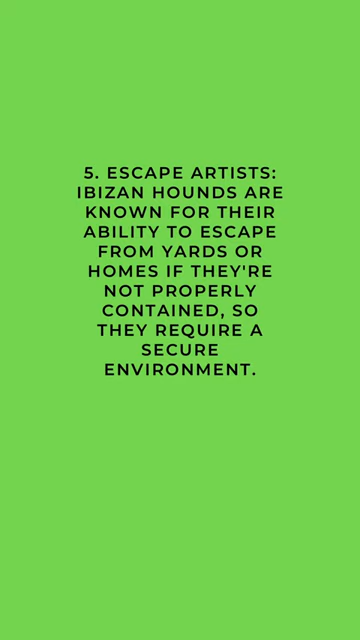 5. ESCAPE ARTISTS:
IBIZAN HOUNDS ARE
KNOWN FOR THEIR
ABILITY TO ESCAPE
FROM YARDS OR
HOMES IF THEY'RE
NOT PROPERLY
CONTAINED, SO
THEY REQUIRE A
SECURE
ENVIRONMENT.